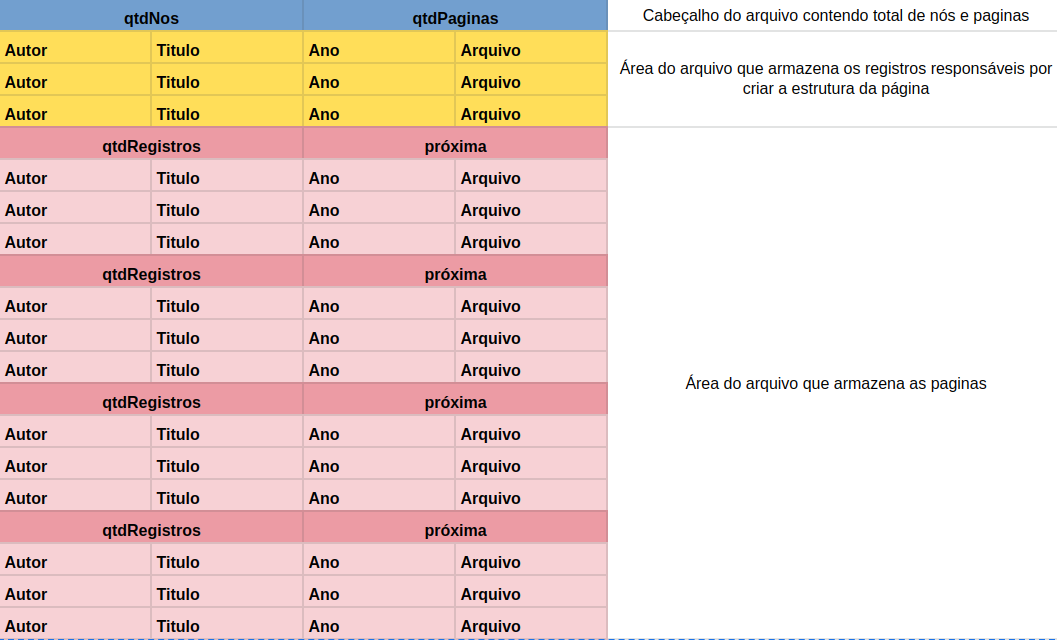 qtdNos qtdPaginas Cabeçalho do arquivo contendo total de nós e paginas
Autor Titulo Ano Arquivo
Área do arquivo que armazena os registros responsáveis por
criar a estrutura da página
Autor Titulo Ano Arquivo
Autor Titulo Ano Arquivo
qtdRegistros próxima
Autor Titulo Ano Arquivo
Autor Titulo Ano Arquivo
Autor Titulo Ano Arquivo
qtdRegistros próxima
Autor Titulo Ano Arquivo
Autor Titulo Ano Arquivo
Autor Titulo Ano Arquivo
Área do arquivo que armazena as paginas
qtdRegistros próxima
Autor Titulo Ano Arquivo
Autor Titulo Ano Arquivo
Autor Titulo Ano Arquivo
qtdRegistros próxima
Autor Titulo Ano Arquivo
Autor Titulo Ano Arquivo
Autor Titulo Ano Arquivo